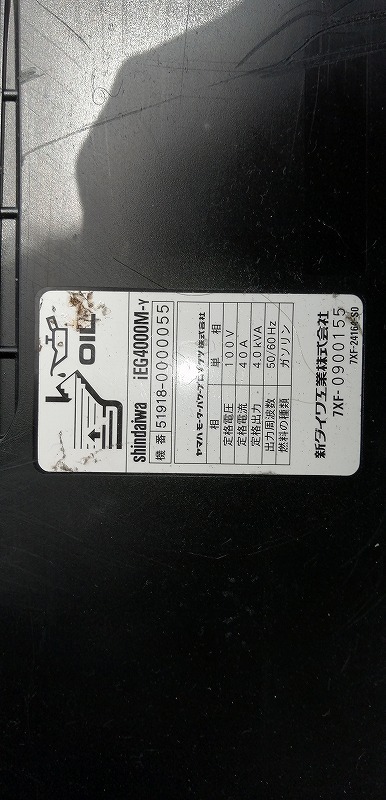 OIL
shindaiwa iEG4000M-Y
機番 51918-0000055
ヤマハモーターパワープロダクツ株式会社
相 単相
定格電圧 100V
定格電流 40A
定格出力 4.0kVA
出力周波数 50/60Hz
燃料の種類 ガソリン
新ダイワ工業株式会社
7XF-0900155
7XF-24164-S0